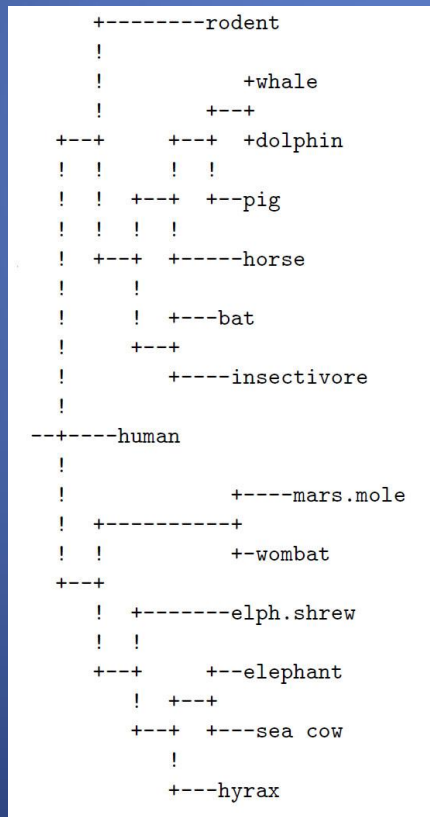 +--------rodent
!
!          +whale
!       +--+
+--+     +--+  +dolphin
!  !     !  !
!  !  +--+  +--pig
!  !  !  !
!  +--+  +-----horse
!     !
!     !  +---bat
!     +--+
!        +----insectivore
!
--+----human
!
!             +----mars.mole
!  +----------+
!  !          +-wombat
+--+
!  +-------elph.shrew
!  !
+--+     +--elephant
!  +--+
+--+  +---sea cow
!
+---hyrax